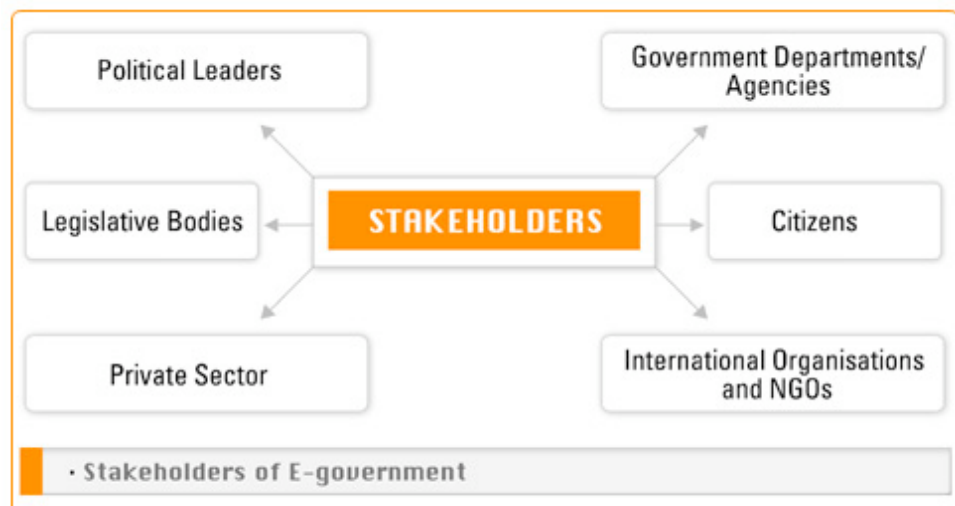 Political Leaders
Government Departments/
Agencies
Legislative Bodies
STAKEHOLDERS
Citizens
Private Sector
International Organisations
and NGOs
· Stakeholders of E-government